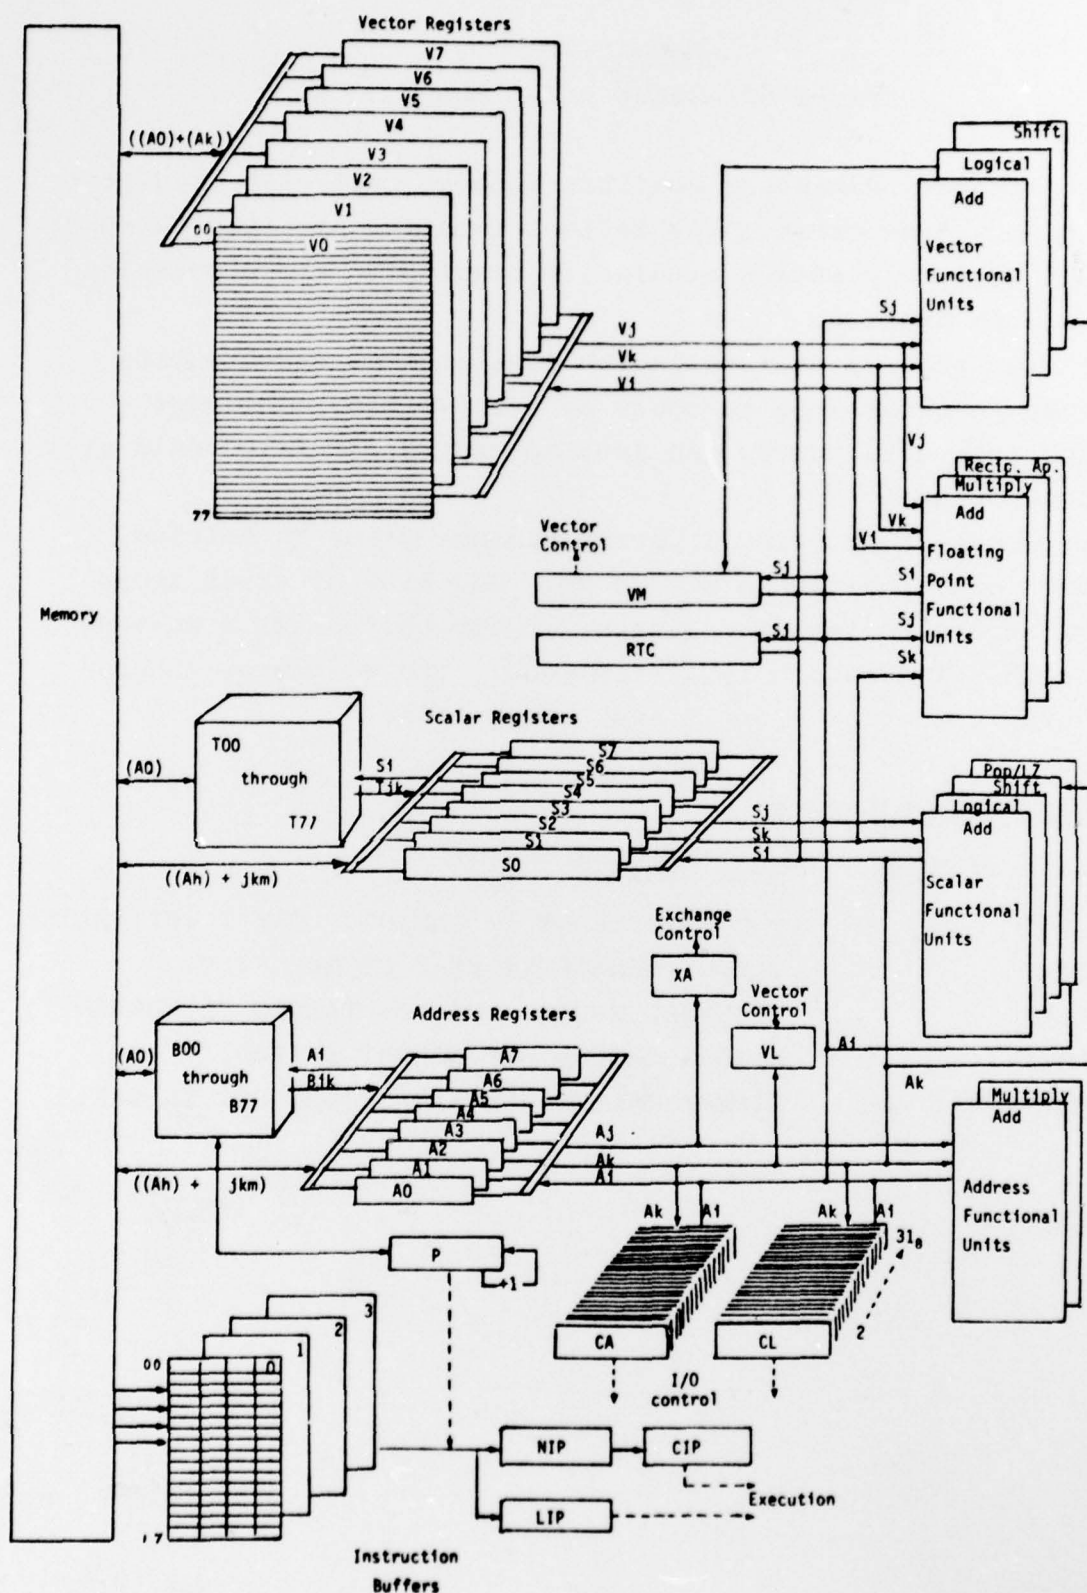 Vector Registers
V7
V6
V5
V4
V3
V2
V1
V0
00
77
((A0)+(Ak))
Shift
Logical
Add
Vector
Functional
Units
Sj
Vj
Vk
Vi
Vj
Recip. Ap.
Multiply
Add
Floating
Point
Functional
Units
Vk
Vi
Si
Sj
Sk
Vector
Control
VM
Sj
RTC
Sj
Memory
Scalar Registers
T00
through
T77
(A0)
Si
Tjk
S7
S6
S5
S4
S3
S2
S1
S0
((Ah) + jkm)
Sj
Sk
Si
Pop/LZ
Shift
Logical
Add
Scalar
Functional
Units
Exchange
Control
XA
Vector
Control
VL
Ai
Ak
Address Registers
B00
through
B77
(A0)
Ai
Bjk
A7
A6
A5
A4
A3
A2
A1
A0
((Ah) + jkm)
Aj
Ak
Ai
Multiply
Add
Address
Functional
Units
Ak
Ai
Ak
Ai
31₈
2
P
+1
CA
CL
I/O
control
3
2
1
0
00
NIP
CIP
LIP
Execution
Instruction
Buffers